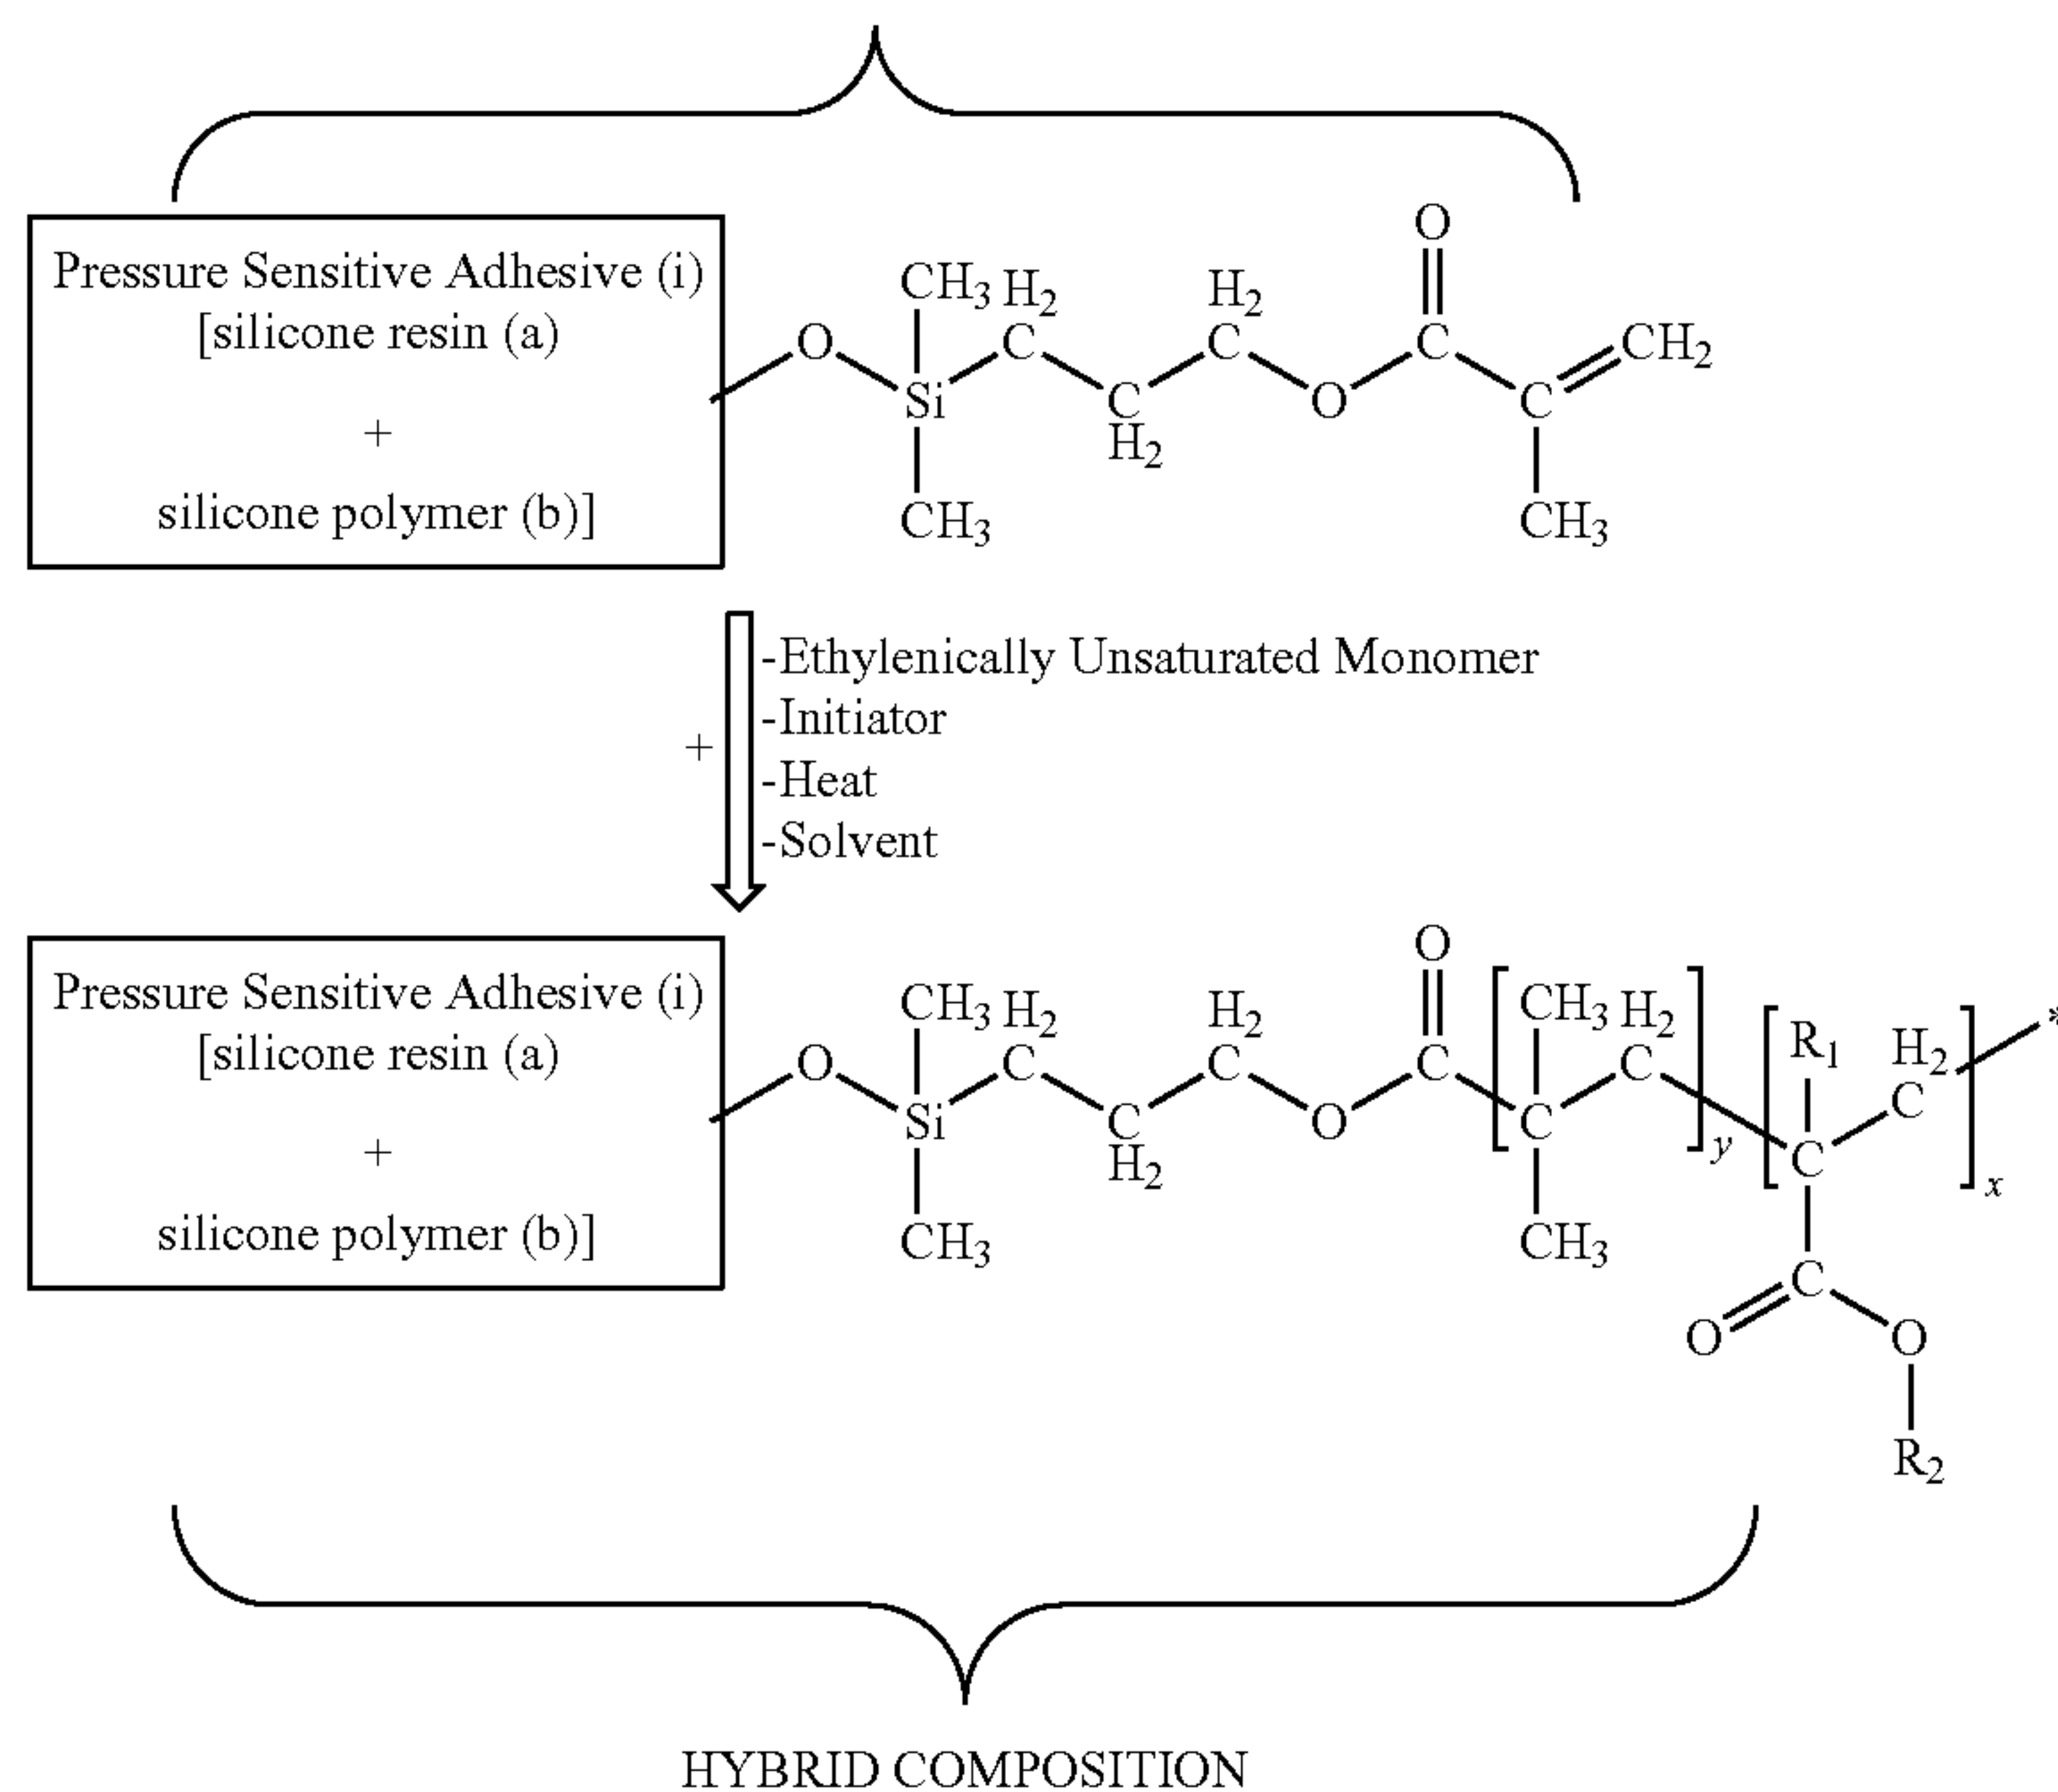 Pressure Sensitive Adhesive (i)
[silicone resin (a)
+
silicone polymer (b)]
O
CH3 H2 H2
O Si C C C O C C CH2
H2
CH3 CH3
+
-Ethylenically Unsaturated Monomer
-Initiator
-Heat
-Solvent
Pressure Sensitive Adhesive (i)
[silicone resin (a)
+
silicone polymer (b)]
O
CH3 H2 H2 CH3 H2 R1 H2 *
O C C C C C
Si C O C y C x
H2
CH3 CH3 C
O O
R2
HYBRID COMPOSITION